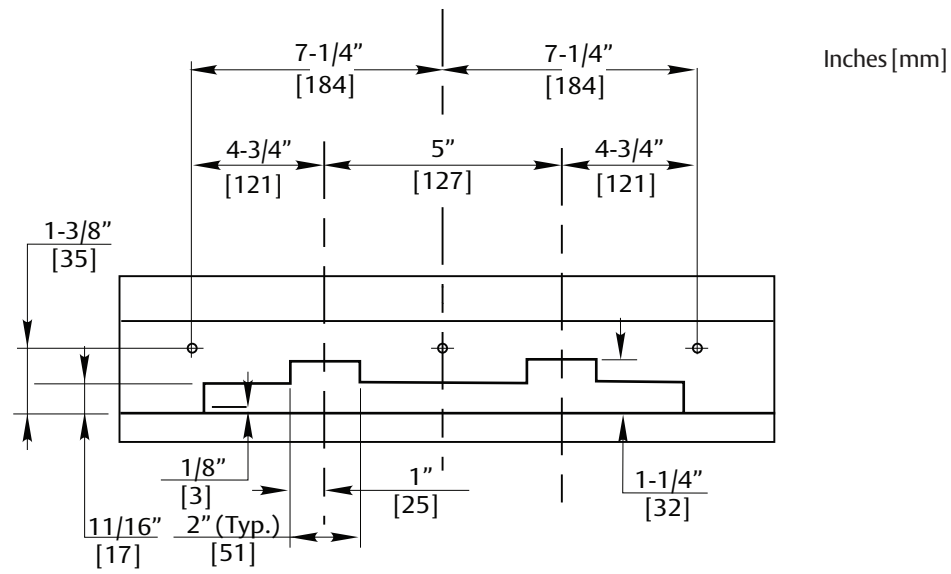 7-1/4” 7-1/4” Inches [mm]
[184] [184]
4-3/4” 5” 4-3/4”
[121] [127] [121]
1-3/8”
[35]
1/8” 1” 1-1/4”
[3] [25] [32]
11/16” 2” (Typ.)
[17] [51]